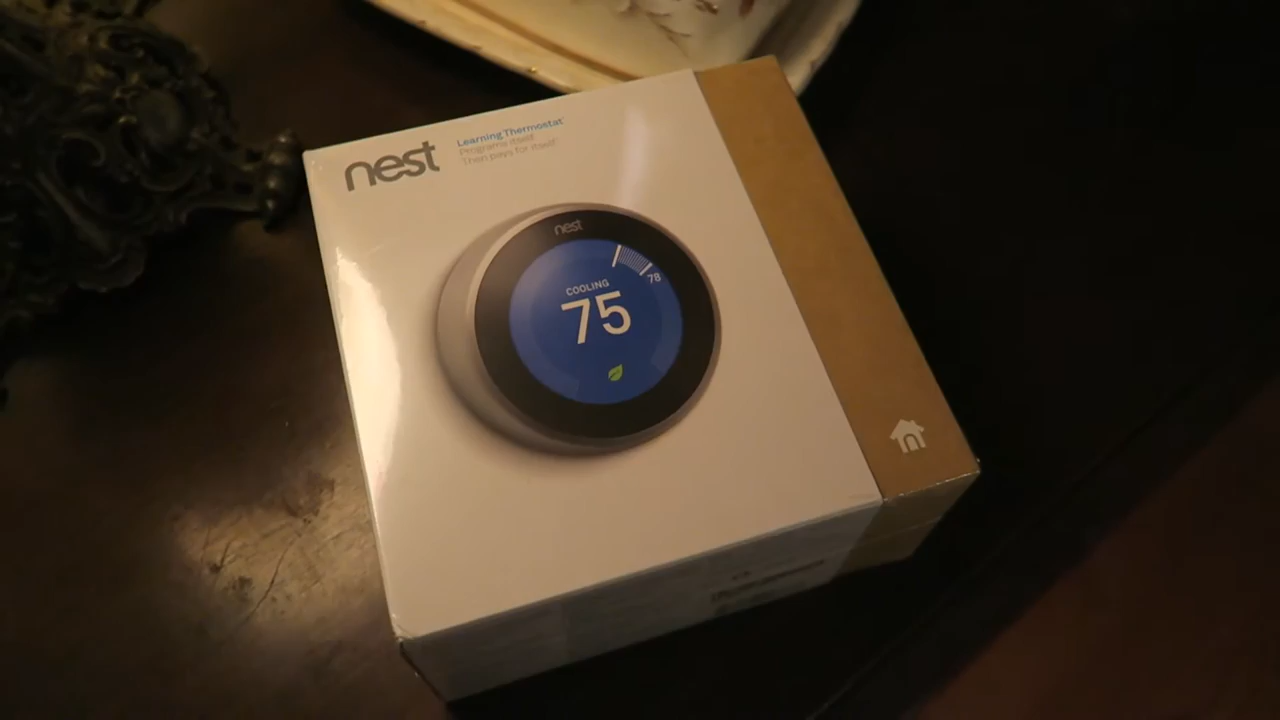 nest
Learning Thermostat
Programs itself.
Then pays for itself.
nest
78
COOLING
75